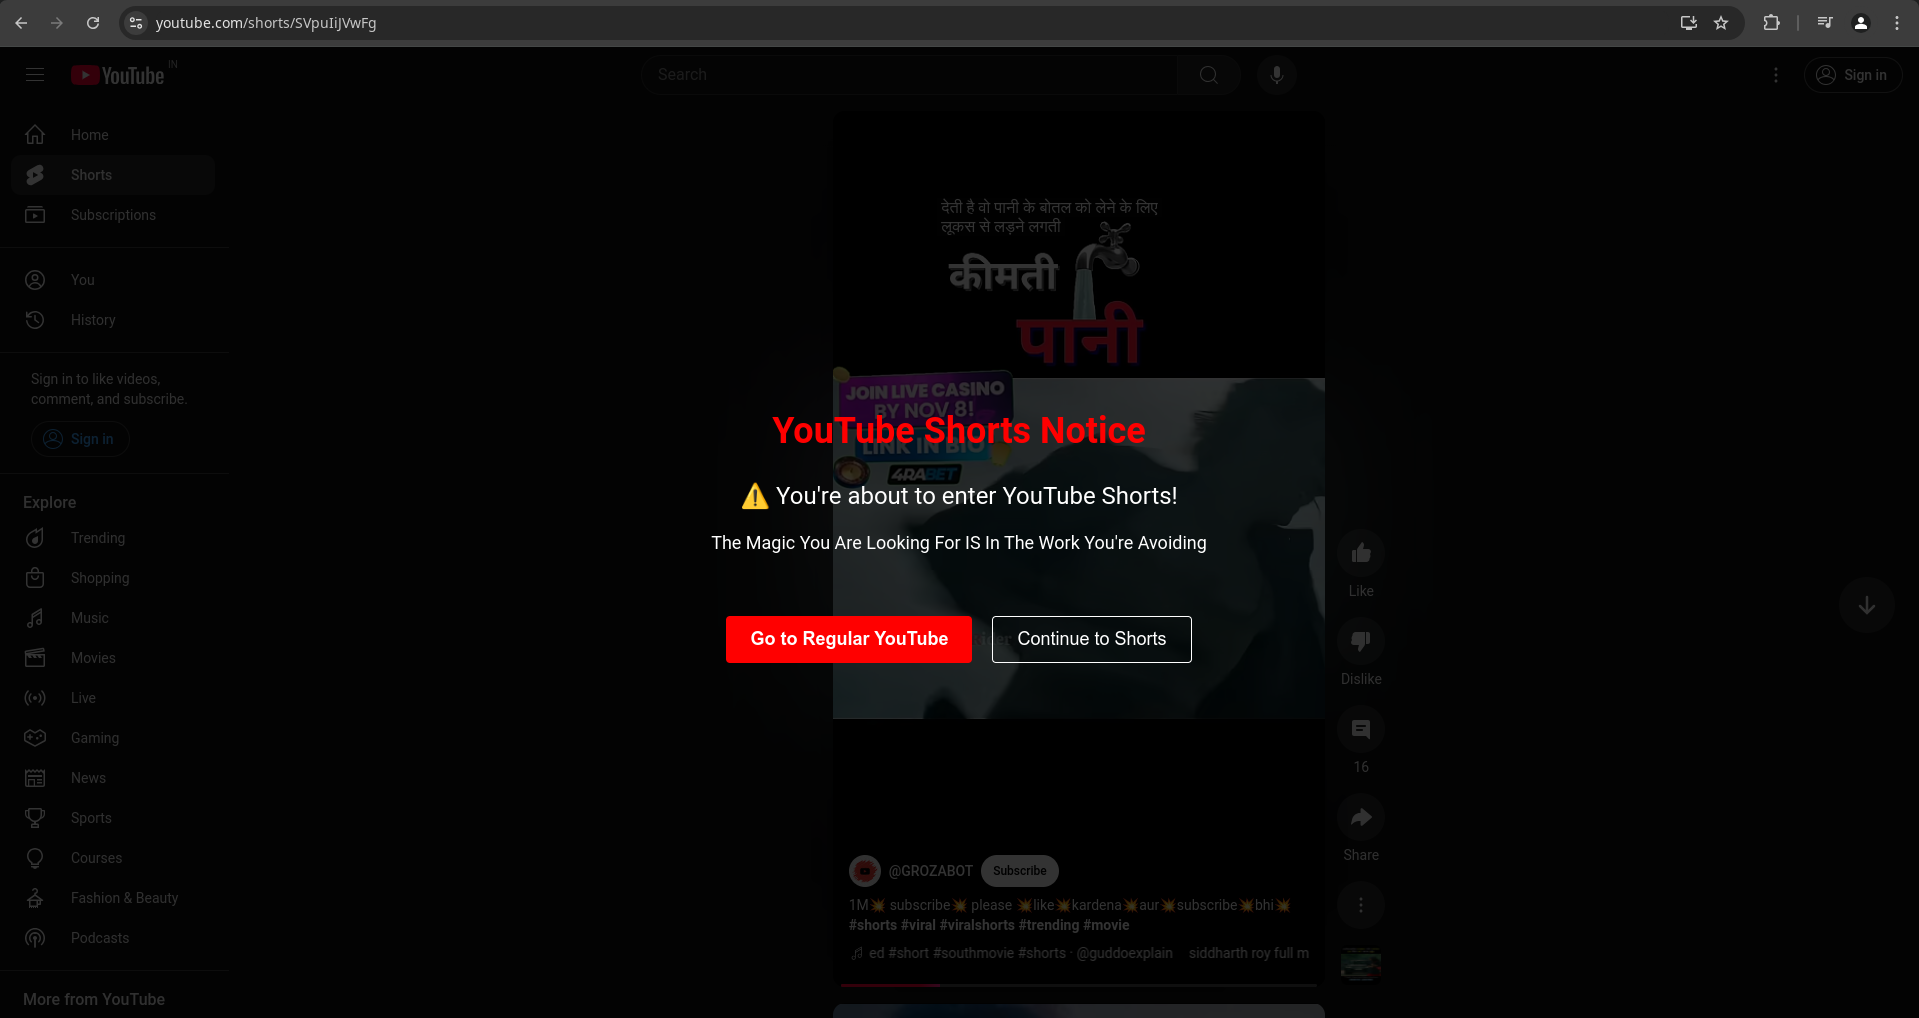 youtube.com/shorts/SVpuIiJVwFg
YouTube IN
Search
Sign in
Home
Shorts
Subscriptions
You
History
Sign in to like videos,
comment, and subscribe.
Sign in
Explore
Trending
Shopping
Music
Movies
Live
Gaming
News
Sports
Courses
Fashion & Beauty
Podcasts
More from YouTube
देती है वो पानी के बोतल को लेने के लिए
लूकस से लड़ने लगती
कीमती
पानी
JOIN LIVE CASINO
BY NOV 8!
LINK IN BIO
4RABET
YouTube Shorts Notice
⚠️ You're about to enter YouTube Shorts!
The Magic You Are Looking For IS In The Work You're Avoiding
Go to Regular YouTube
Continue to Shorts
Like
Dislike
16
Share
@GROZABOT Subscribe
1M💥 subscribe💥 please 💥like💥kardena💥aur💥subscribe💥bhi💥
#shorts #viral #viralshorts #trending #movie
ed #short #southmovie #shorts · @guddoexplain siddharth roy full m